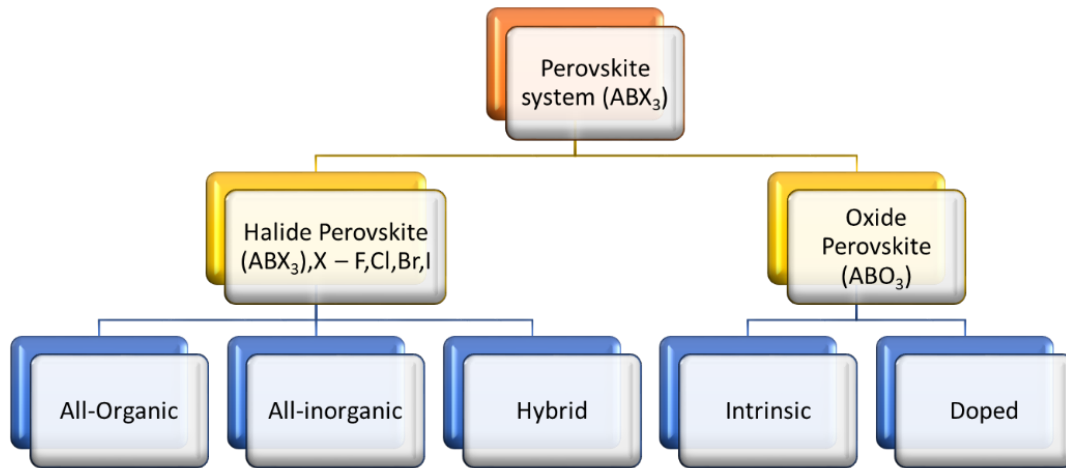 Perovskite
system (ABX₃)
Halide Perovskite
(ABX₃),X – F,Cl,Br,I
Oxide
Perovskite
(ABO₃)
All-Organic
All-inorganic
Hybrid
Intrinsic
Doped